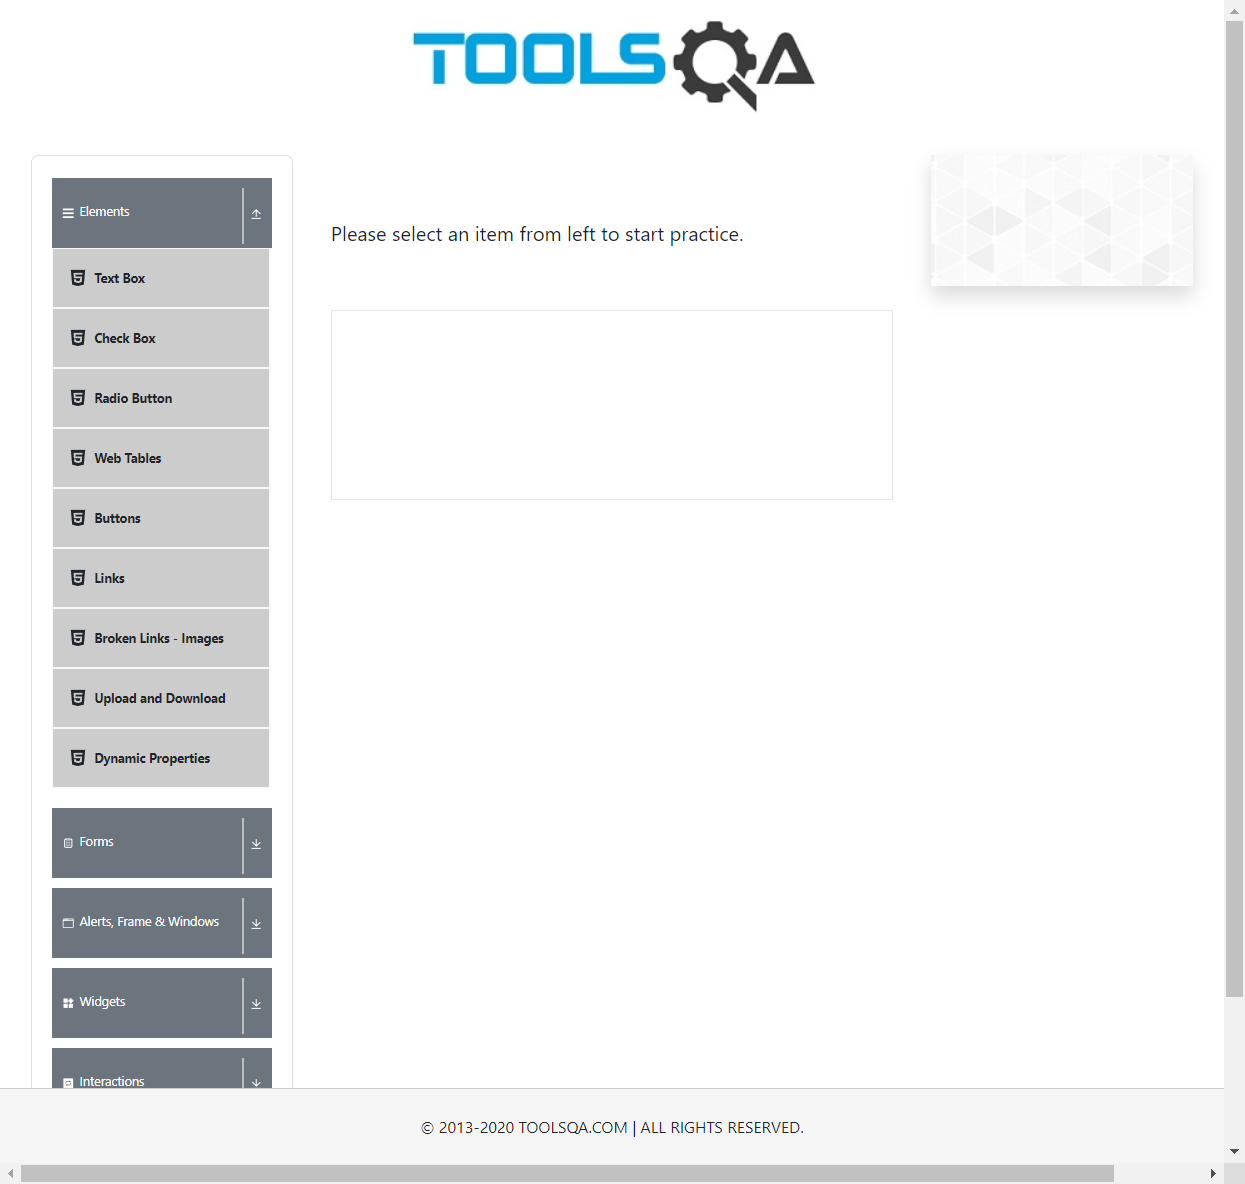 TOOLSQA
Elements
Text Box
Check Box
Radio Button
Web Tables
Buttons
Links
Broken Links - Images
Upload and Download
Dynamic Properties
Forms
Alerts, Frame & Windows
Widgets
Interactions
Please select an item from left to start practice.
© 2013-2020 TOOLSQA.COM | ALL RIGHTS RESERVED.